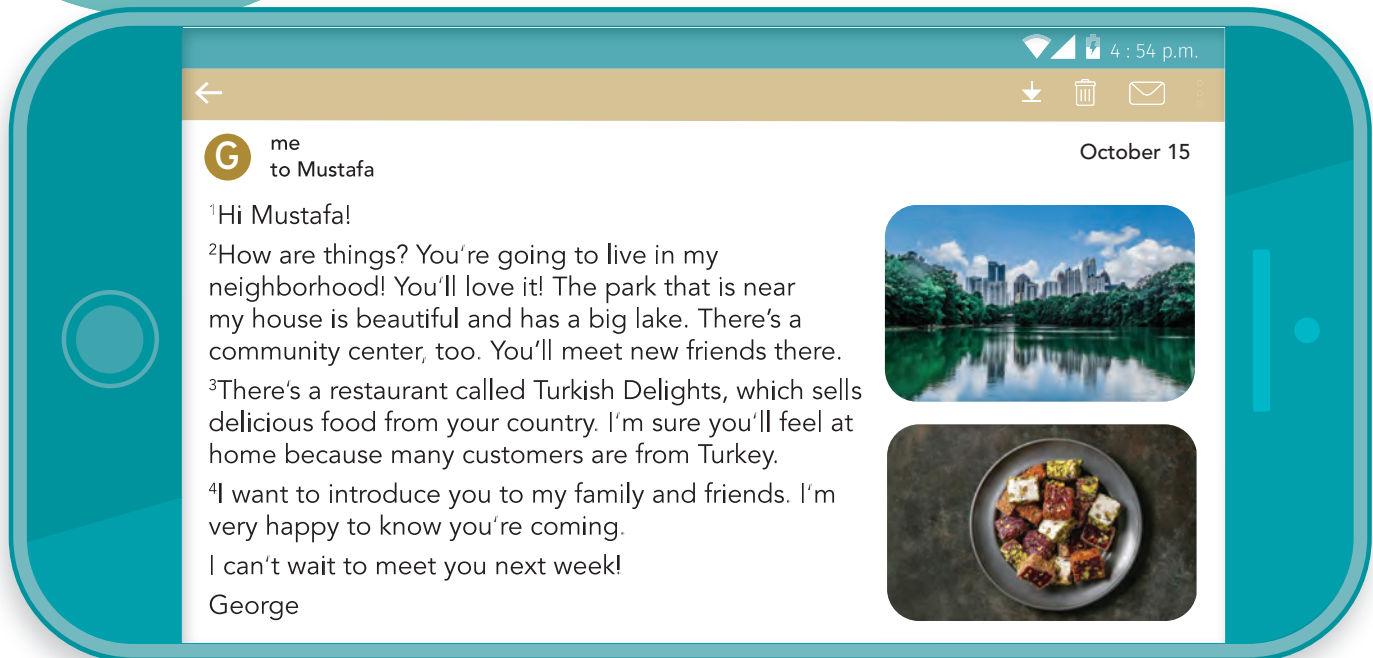 4 : 54 p.m.
G
me
to Mustafa
October 15
¹Hi Mustafa!
²How are things? You're going to live in my
neighborhood! You'll love it! The park that is near
my house is beautiful and has a big lake. There's a
community center, too. You'll meet new friends there.
³There's a restaurant called Turkish Delights, which sells
delicious food from your country. I'm sure you'll feel at
home because many customers are from Turkey.
⁴I want to introduce you to my family and friends. I'm
very happy to know you're coming.
I can't wait to meet you next week!
George